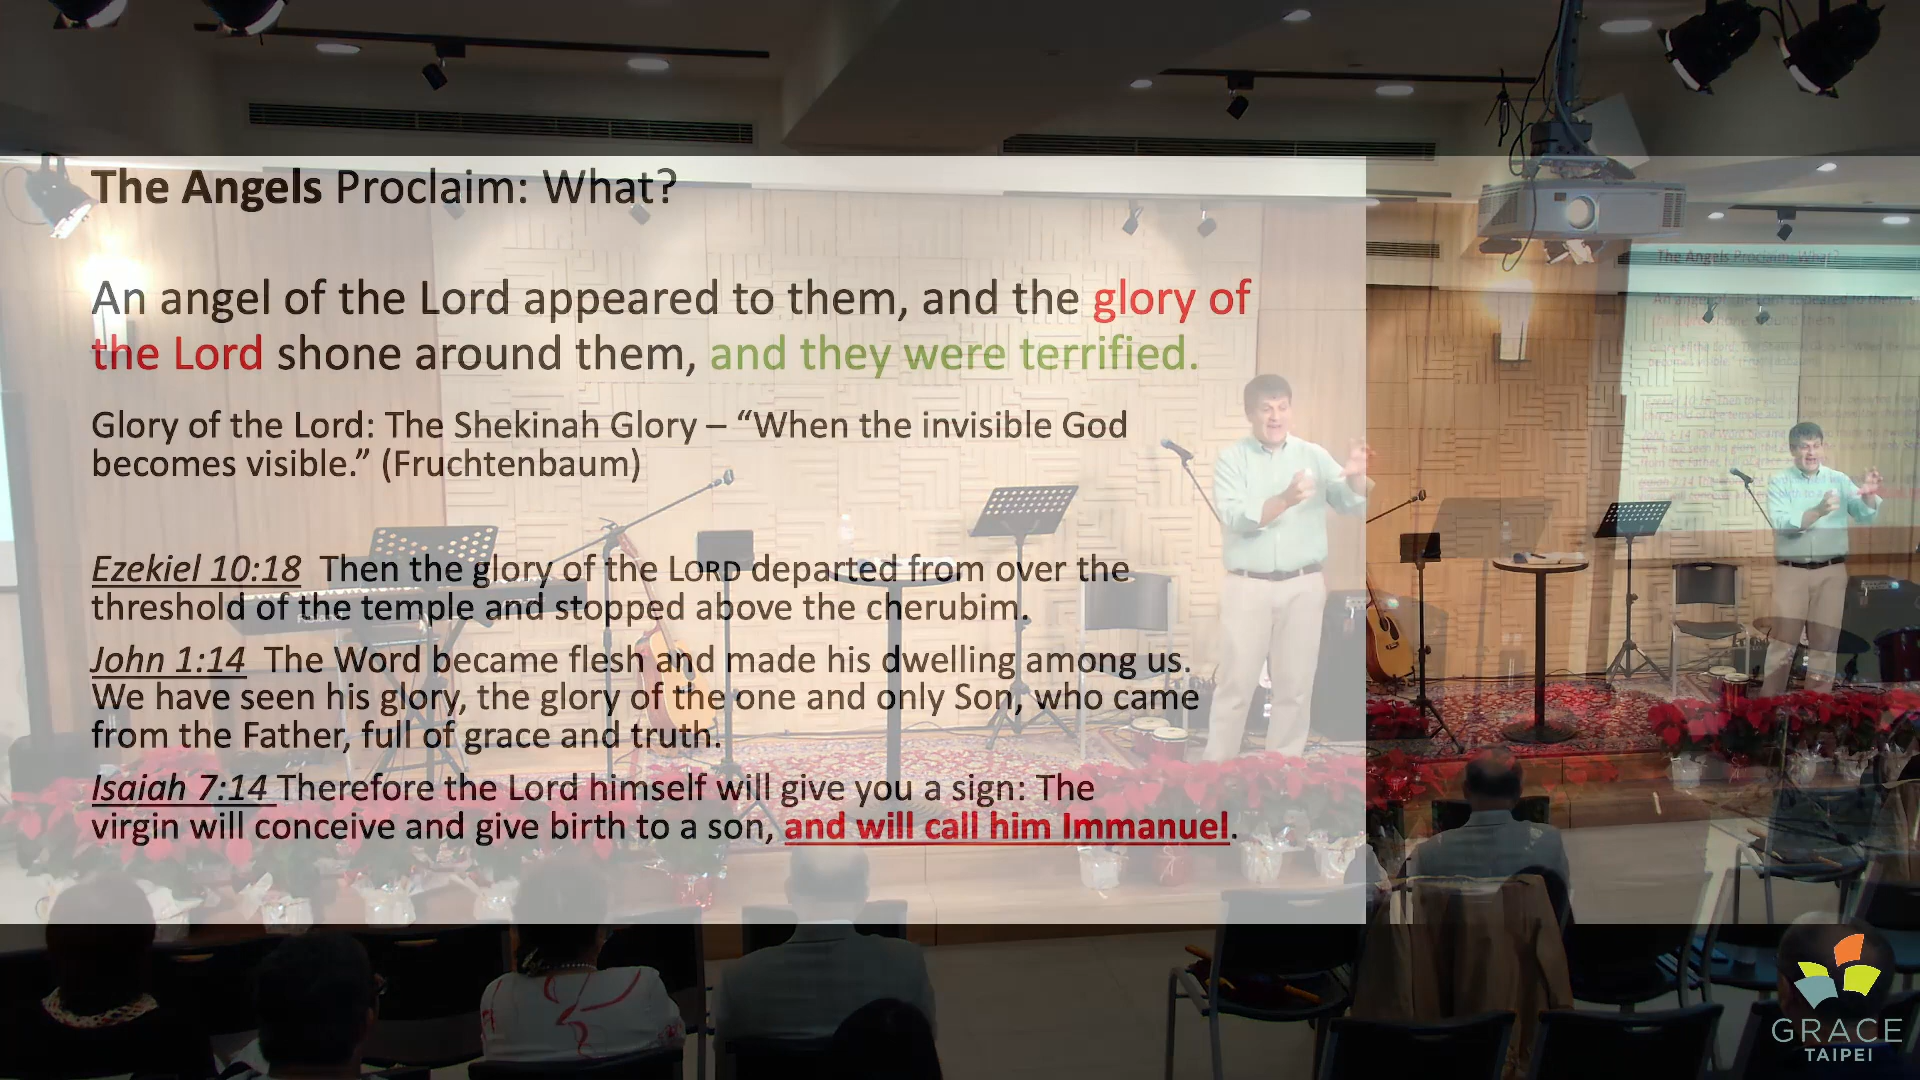 The Angels Proclaim: What?
An angel of the Lord appeared to them, and the glory of
the Lord shone around them, and they were terrified.
Glory of the Lord: The Shekinah Glory – “When the invisible God
becomes visible.” (Fruchtenbaum)
Ezekiel 10:18 Then the glory of the LORD departed from over the
threshold of the temple and stopped above the cherubim.
John 1:14 The Word became flesh and made his dwelling among us.
We have seen his glory, the glory of the one and only Son, who came
from the Father, full of grace and truth.
Isaiah 7:14 Therefore the Lord himself will give you a sign: The
virgin will conceive and give birth to a son, and will call him Immanuel.
The Angels Proclaim: What?
GRACE
TAIPEI